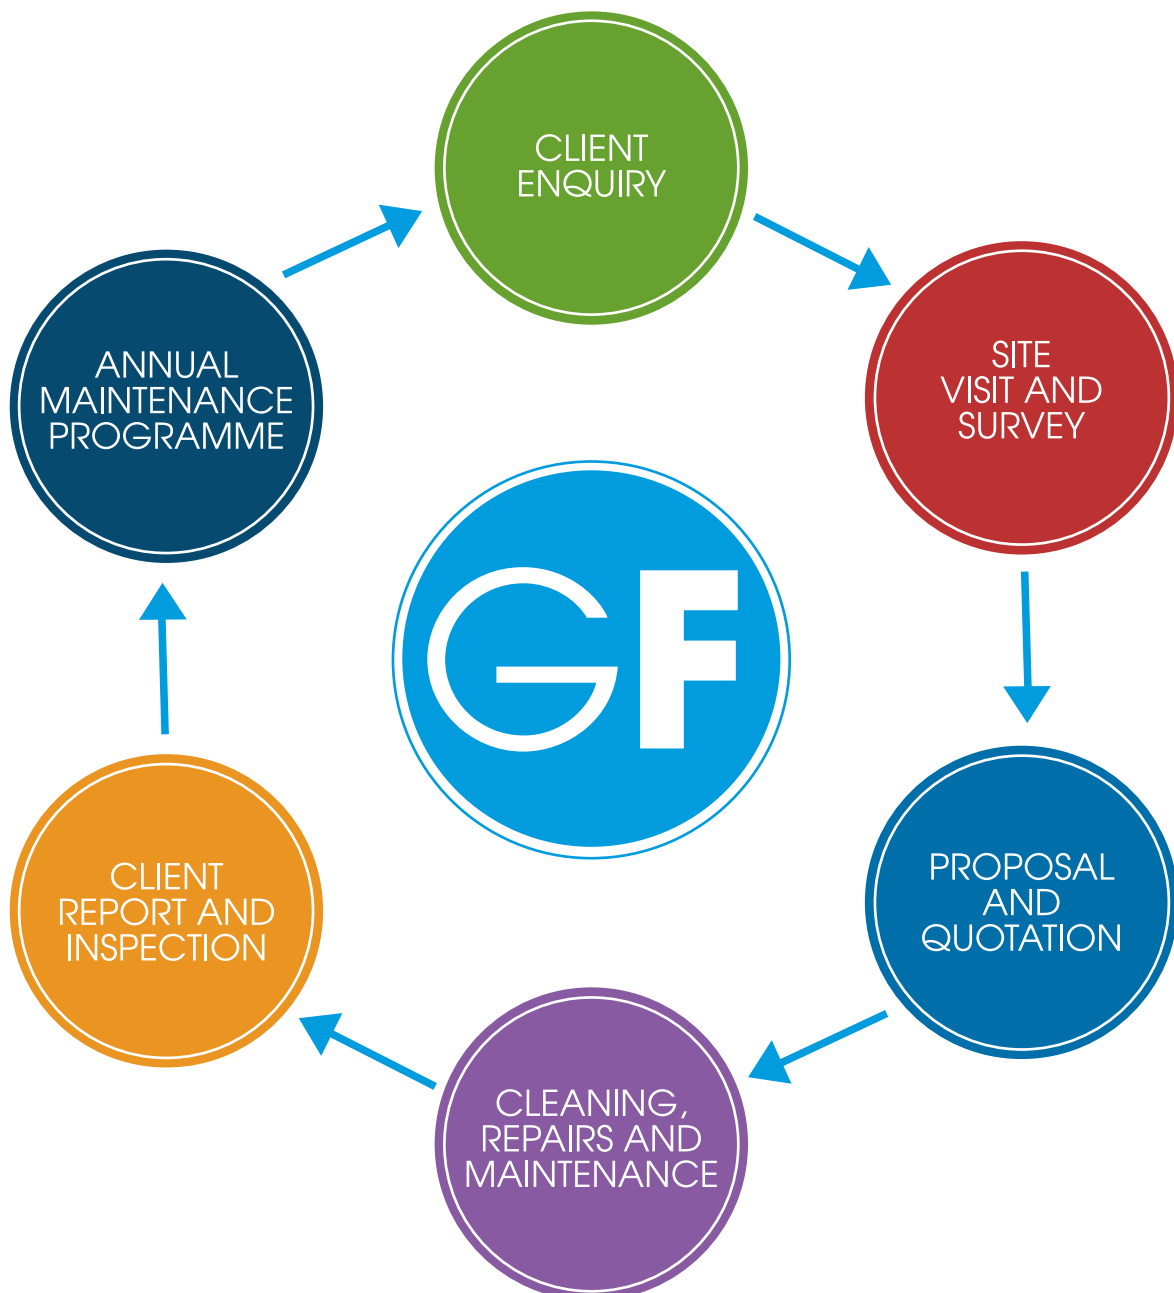 CLIENT
ENQUIRY
SITE
VISIT AND
SURVEY
PROPOSAL
AND
QUOTATION
CLEANING,
REPAIRS AND
MAINTENANCE
CLIENT
REPORT AND
INSPECTION
ANNUAL
MAINTENANCE
PROGRAMME
GF